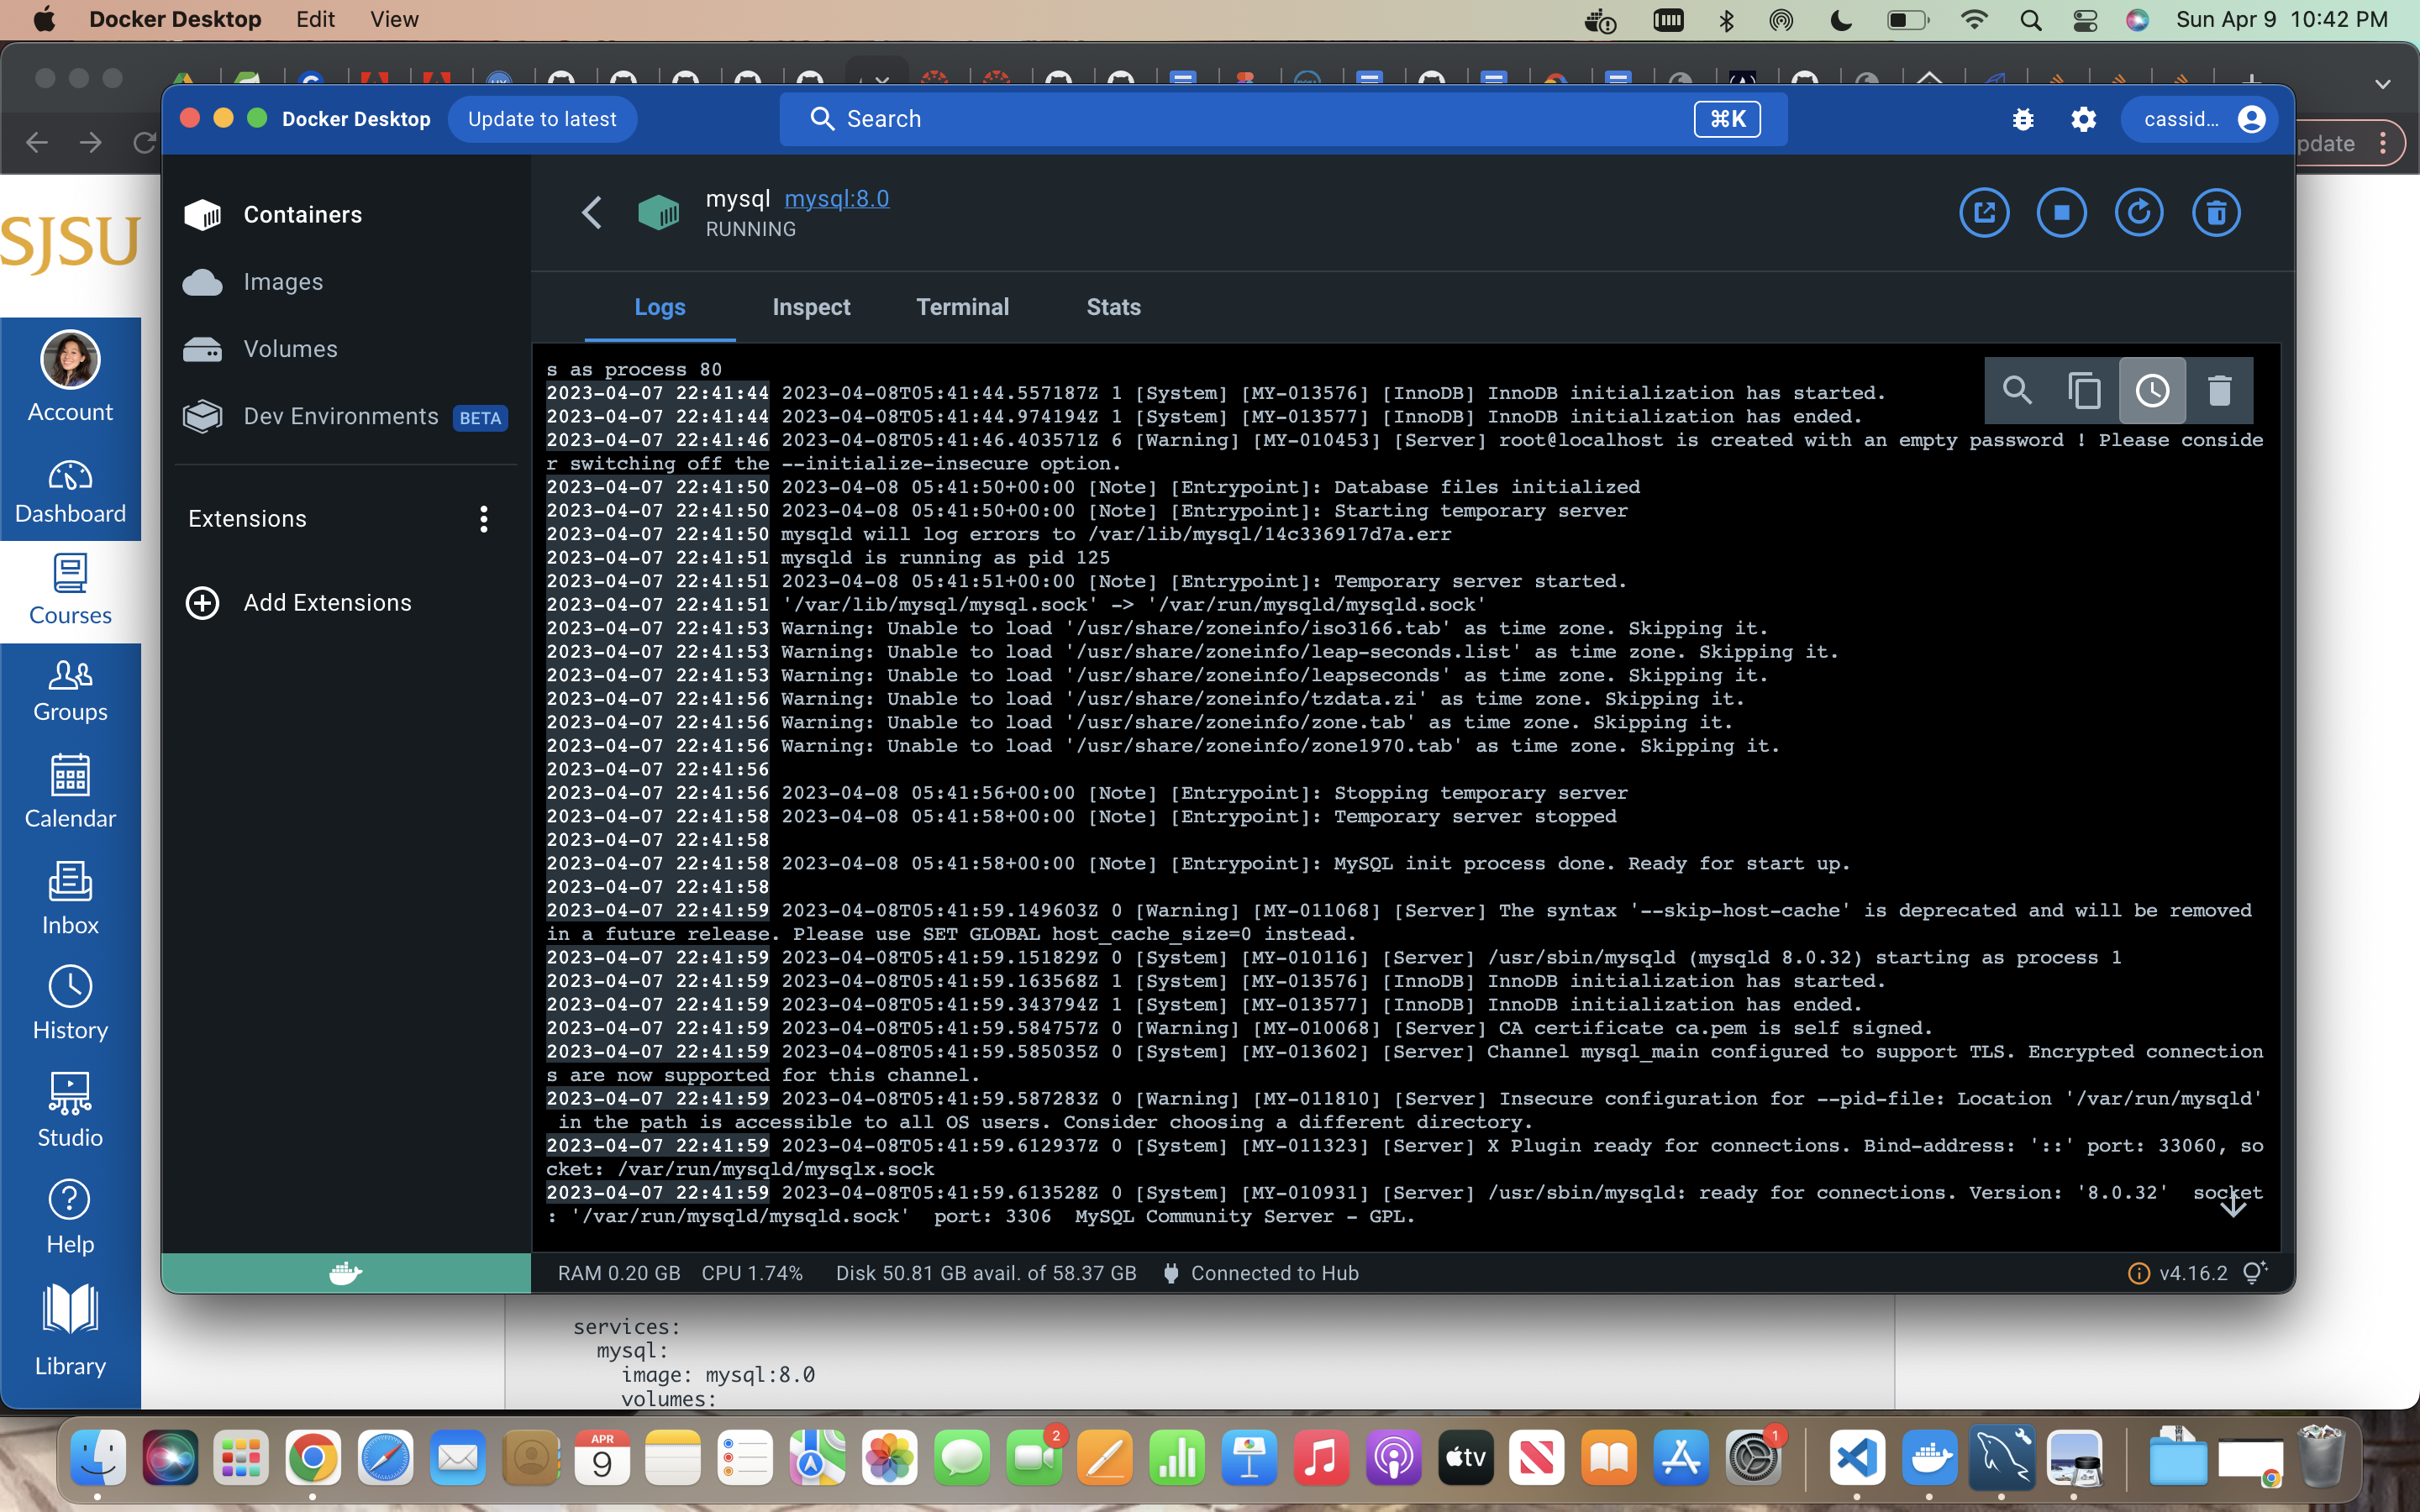 Docker Desktop Edit View Sun Apr 9 10:42 PM
Docker Desktop Update to latest Search ⌘K cassid...
pdate
SJSU
Account
Dashboard
Courses
Groups
Calendar
Inbox
History
Studio
Help
Library
Containers
Images
Volumes
Dev Environments BETA
Extensions
Add Extensions
mysql mysql:8.0
RUNNING
Logs Inspect Terminal Stats
s as process 80
2023-04-07 22:41:44 2023-04-08T05:41:44.557187Z 1 [System] [MY-013576] [InnoDB] InnoDB initialization has started.
2023-04-07 22:41:44 2023-04-08T05:41:44.974194Z 1 [System] [MY-013577] [InnoDB] InnoDB initialization has ended.
2023-04-07 22:41:46 2023-04-08T05:41:46.403571Z 6 [Warning] [MY-010453] [Server] root@localhost is created with an empty password ! Please conside
r switching off the --initialize-insecure option.
2023-04-07 22:41:50 2023-04-08 05:41:50+00:00 [Note] [Entrypoint]: Database files initialized
2023-04-07 22:41:50 2023-04-08 05:41:50+00:00 [Note] [Entrypoint]: Starting temporary server
2023-04-07 22:41:50 mysqld will log errors to /var/lib/mysql/14c336917d7a.err
2023-04-07 22:41:51 mysqld is running as pid 125
2023-04-07 22:41:51 2023-04-08 05:41:51+00:00 [Note] [Entrypoint]: Temporary server started.
2023-04-07 22:41:51 '/var/lib/mysql/mysql.sock' -> '/var/run/mysqld/mysqld.sock'
2023-04-07 22:41:53 Warning: Unable to load '/usr/share/zoneinfo/iso3166.tab' as time zone. Skipping it.
2023-04-07 22:41:53 Warning: Unable to load '/usr/share/zoneinfo/leap-seconds.list' as time zone. Skipping it.
2023-04-07 22:41:53 Warning: Unable to load '/usr/share/zoneinfo/leapseconds' as time zone. Skipping it.
2023-04-07 22:41:56 Warning: Unable to load '/usr/share/zoneinfo/tzdata.zi' as time zone. Skipping it.
2023-04-07 22:41:56 Warning: Unable to load '/usr/share/zoneinfo/zone.tab' as time zone. Skipping it.
2023-04-07 22:41:56 Warning: Unable to load '/usr/share/zoneinfo/zone1970.tab' as time zone. Skipping it.
2023-04-07 22:41:56
2023-04-07 22:41:56 2023-04-08 05:41:56+00:00 [Note] [Entrypoint]: Stopping temporary server
2023-04-07 22:41:58 2023-04-08 05:41:58+00:00 [Note] [Entrypoint]: Temporary server stopped
2023-04-07 22:41:58
2023-04-07 22:41:58 2023-04-08 05:41:58+00:00 [Note] [Entrypoint]: MySQL init process done. Ready for start up.
2023-04-07 22:41:58
2023-04-07 22:41:59 2023-04-08T05:41:59.149603Z 0 [Warning] [MY-011068] [Server] The syntax '--skip-host-cache' is deprecated and will be removed
in a future release. Please use SET GLOBAL host_cache_size=0 instead.
2023-04-07 22:41:59 2023-04-08T05:41:59.151829Z 0 [System] [MY-010116] [Server] /usr/sbin/mysqld (mysqld 8.0.32) starting as process 1
2023-04-07 22:41:59 2023-04-08T05:41:59.163568Z 1 [System] [MY-013576] [InnoDB] InnoDB initialization has started.
2023-04-07 22:41:59 2023-04-08T05:41:59.343794Z 1 [System] [MY-013577] [InnoDB] InnoDB initialization has ended.
2023-04-07 22:41:59 2023-04-08T05:41:59.584757Z 0 [Warning] [MY-010068] [Server] CA certificate ca.pem is self signed.
2023-04-07 22:41:59 2023-04-08T05:41:59.585035Z 0 [System] [MY-013602] [Server] Channel mysql_main configured to support TLS. Encrypted connection
s are now supported for this channel.
2023-04-07 22:41:59 2023-04-08T05:41:59.587283Z 0 [Warning] [MY-011810] [Server] Insecure configuration for --pid-file: Location '/var/run/mysqld'
in the path is accessible to all OS users. Consider choosing a different directory.
2023-04-07 22:41:59 2023-04-08T05:41:59.612937Z 0 [System] [MY-011323] [Server] X Plugin ready for connections. Bind-address: '::' port: 33060, so
cket: /var/run/mysqld/mysqlx.sock
2023-04-07 22:41:59 2023-04-08T05:41:59.613528Z 0 [System] [MY-010931] [Server] /usr/sbin/mysqld: ready for connections. Version: '8.0.32' socket
: '/var/run/mysqld/mysqld.sock' port: 3306 MySQL Community Server - GPL.
RAM 0.20 GB CPU 1.74% Disk 50.81 GB avail. of 58.37 GB Connected to Hub v4.16.2
services:
mysql:
image: mysql:8.0
volumes:
APR
9
2
tv
1